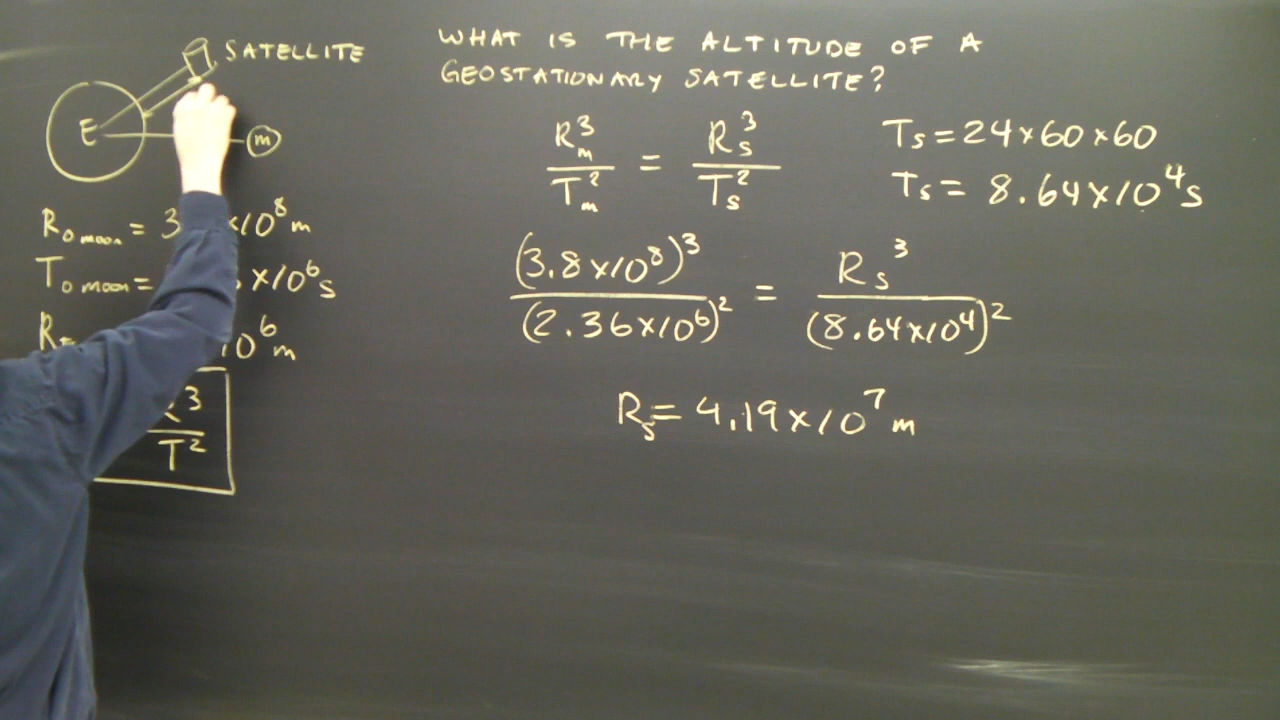 SATELLITE
E
m
R₀ moon = 3 ×10⁸ m
T₀ moon = ×10⁶ s
R 10⁶ m
R³
T²
WHAT IS THE ALTITUDE OF A
GEOSTATIONARY SATELLITE?
Rm³ / Tm² = Rs³ / Ts²
Ts = 24×60×60
Ts = 8.64×10⁴ s
(3.8×10⁸)³ / (2.36×10⁶)² = Rs³ / (8.64×10⁴)²
Rs = 4.19×10⁷ m